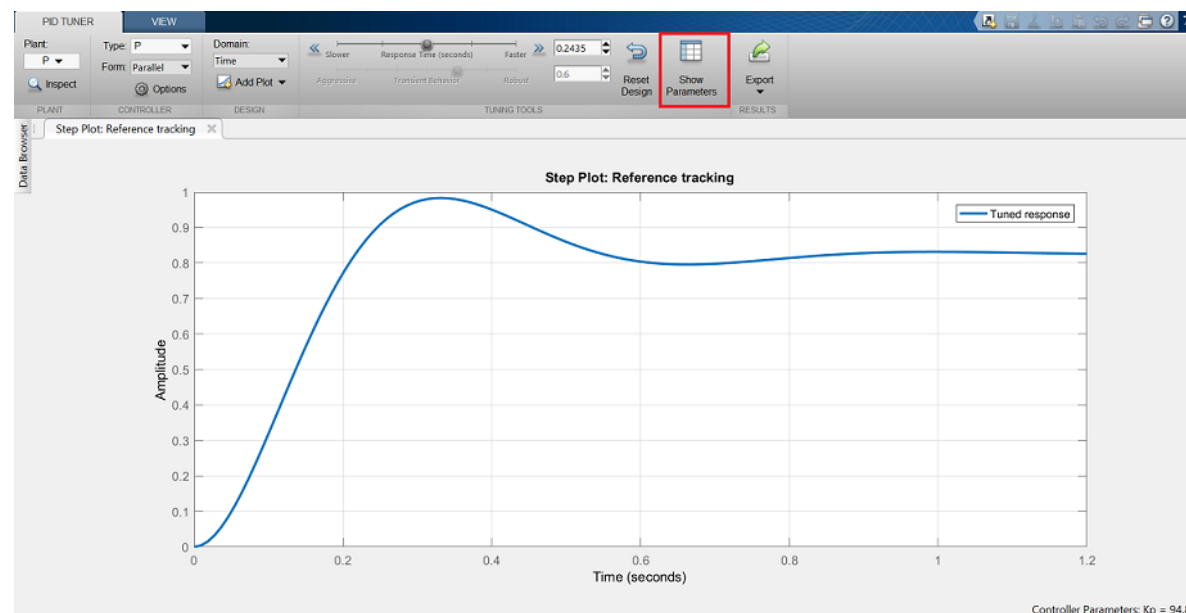 PID TUNER VIEW
Plant: Type: P Domain: Slower Response Time (seconds) Faster 0.2435
P Form: Parallel Time
Inspect Options Add Plot Aggressive Transient Behavior Robust 0.6 Reset Design Show Parameters Export
PLANT CONTROLLER DESIGN TUNING TOOLS RESULTS
Data Browser
Step Plot: Reference tracking
Step Plot: Reference tracking
Tuned response
Amplitude
1
0.9
0.8
0.7
0.6
0.5
0.4
0.3
0.2
0.1
0
0 0.2 0.4 0.6 0.8 1 1.2
Time (seconds)
Controller Parameters: Kp = 94.